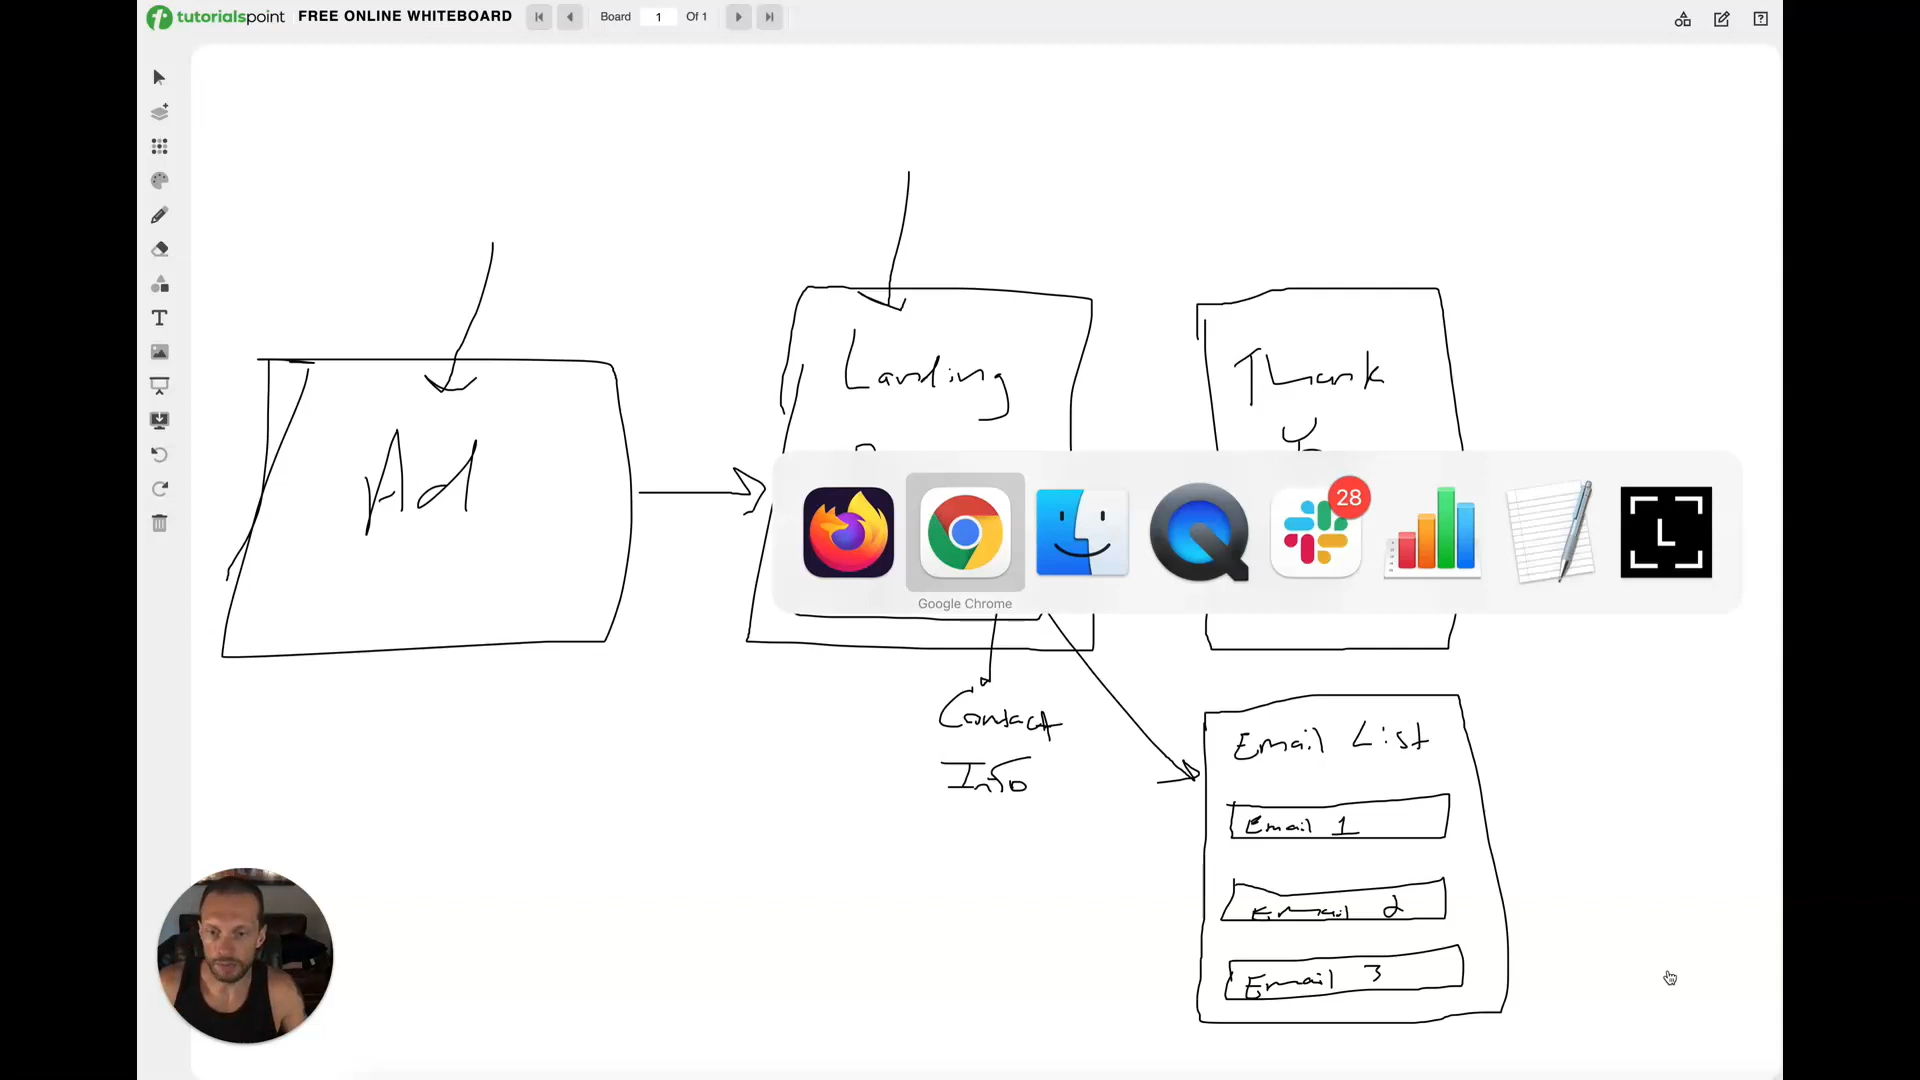 tutorialspoint FREE ONLINE WHITEBOARD Board 1 Of 1
Landing
Thank
Ad
28
L
Google Chrome
Contact
Info
Email List
Email 1
Email 2
Email 3